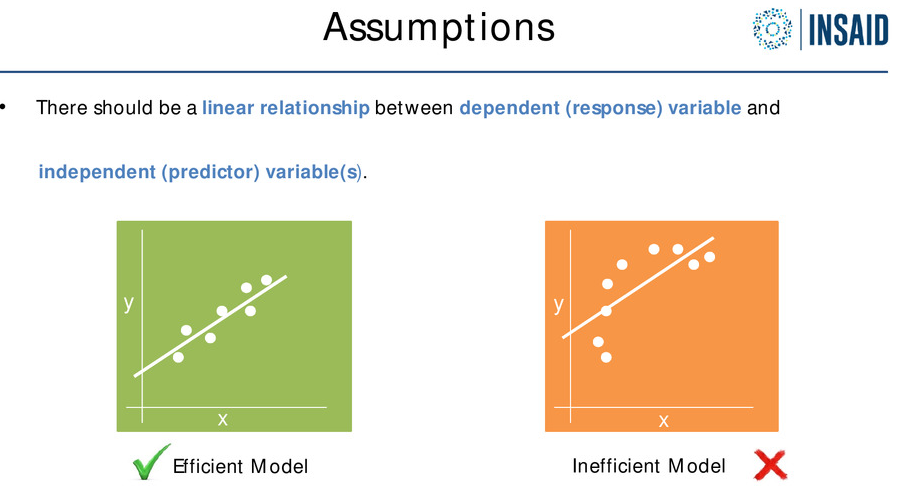 Assumptions
INSAID
• There should be a linear relationship between dependent (response) variable and
independent (predictor) variable(s).
y
x
y
x
Efficient Model
Inefficient Model